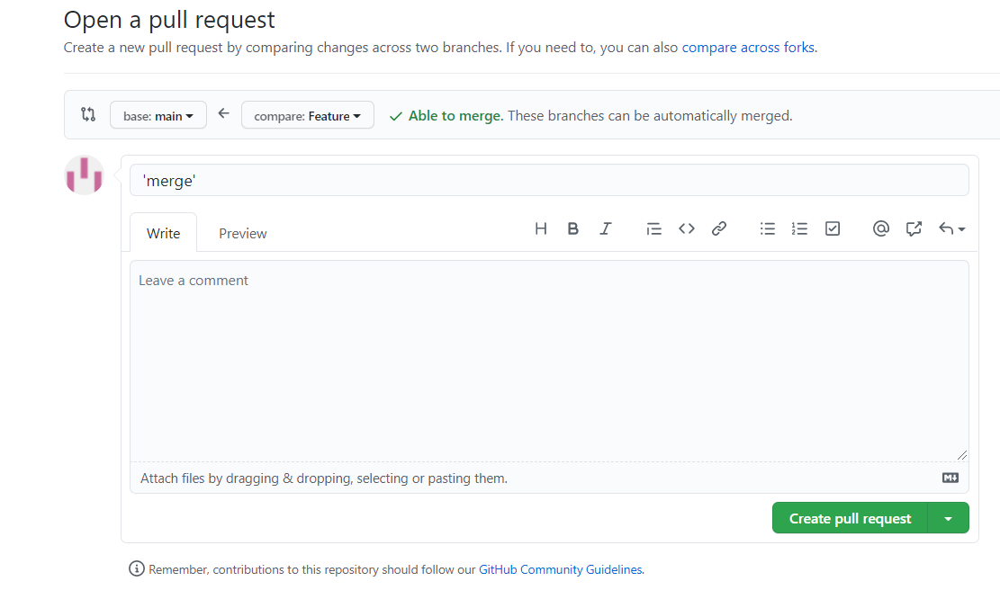 Open a pull request
Create a new pull request by comparing changes across two branches. If you need to, you can also compare across forks.
base: main
compare: Feature
Able to merge. These branches can be automatically merged.
'merge'
Write
Preview
H B I
@
Leave a comment
Attach files by dragging & dropping, selecting or pasting them.
M
Create pull request
Remember, contributions to this repository should follow our GitHub Community Guidelines.